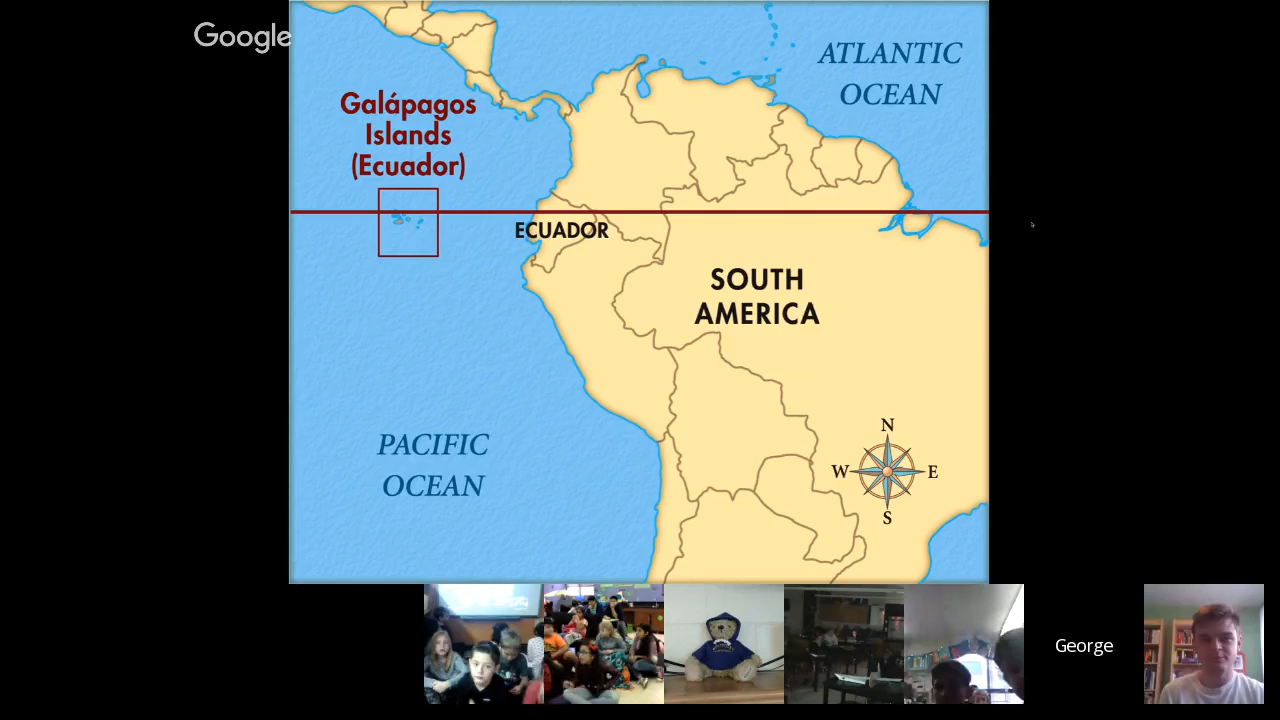 Google
ATLANTIC
OCEAN
Galápagos
Islands
(Ecuador)
ECUADOR
SOUTH
AMERICA
PACIFIC
OCEAN
N
W
E
S
George